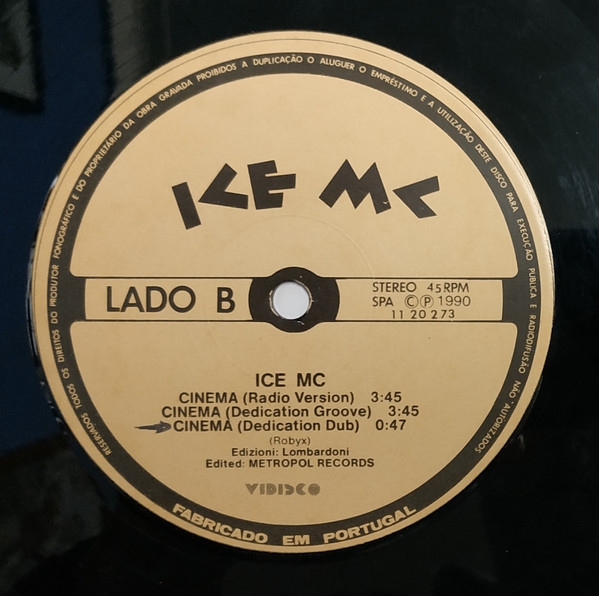 RESERVADOS TODOS OS DIREITOS DO PRODUTOR FONOGRÁFICO E DO PROPRIETÁRIO DA OBRA GRAVADA PROIBIDOS A DUPLICAÇÃO O ALUGUER O EMPRÉSTIMO E A UTILIZAÇÃO DESTE DISCO PARA EXECUÇÃO PUBLICA E RADIODIFUSÃO NÃO AUTORIZADOS
ICE MC
LADO B
STEREO 45RPM
SPA ©℗1990
11 20 273
ICE MC
CINEMA (Radio Version) 3:45
CINEMA (Dedication Groove) 3:45
CINEMA (Dedication Dub) 0:47
(Robyx)
Edizioni: Lombardoni
Edited: METROPOL RECORDS
VIDISCO
FABRICADO EM PORTUGAL